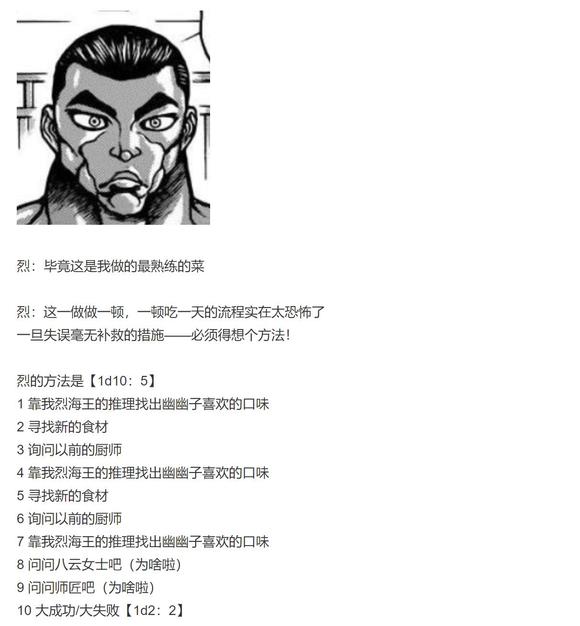 烈：毕竟这是我做的最熟练的菜
烈：这一做做一顿，一顿吃一天的流程实在太恐怖了
一旦失误毫无补救的措施——必须得想个方法！
烈的方法是【1d10：5】
1 靠我烈海王的推理找出幽幽子喜欢的口味
2 寻找新的食材
3 询问以前的厨师
4 靠我烈海王的推理找出幽幽子喜欢的口味
5 寻找新的食材
6 询问以前的厨师
7 靠我烈海王的推理找出幽幽子喜欢的口味
8 问问八云女士吧（为啥啦）
9 问问师匠吧（为啥啦）
10 大成功/大失败【1d2：2】